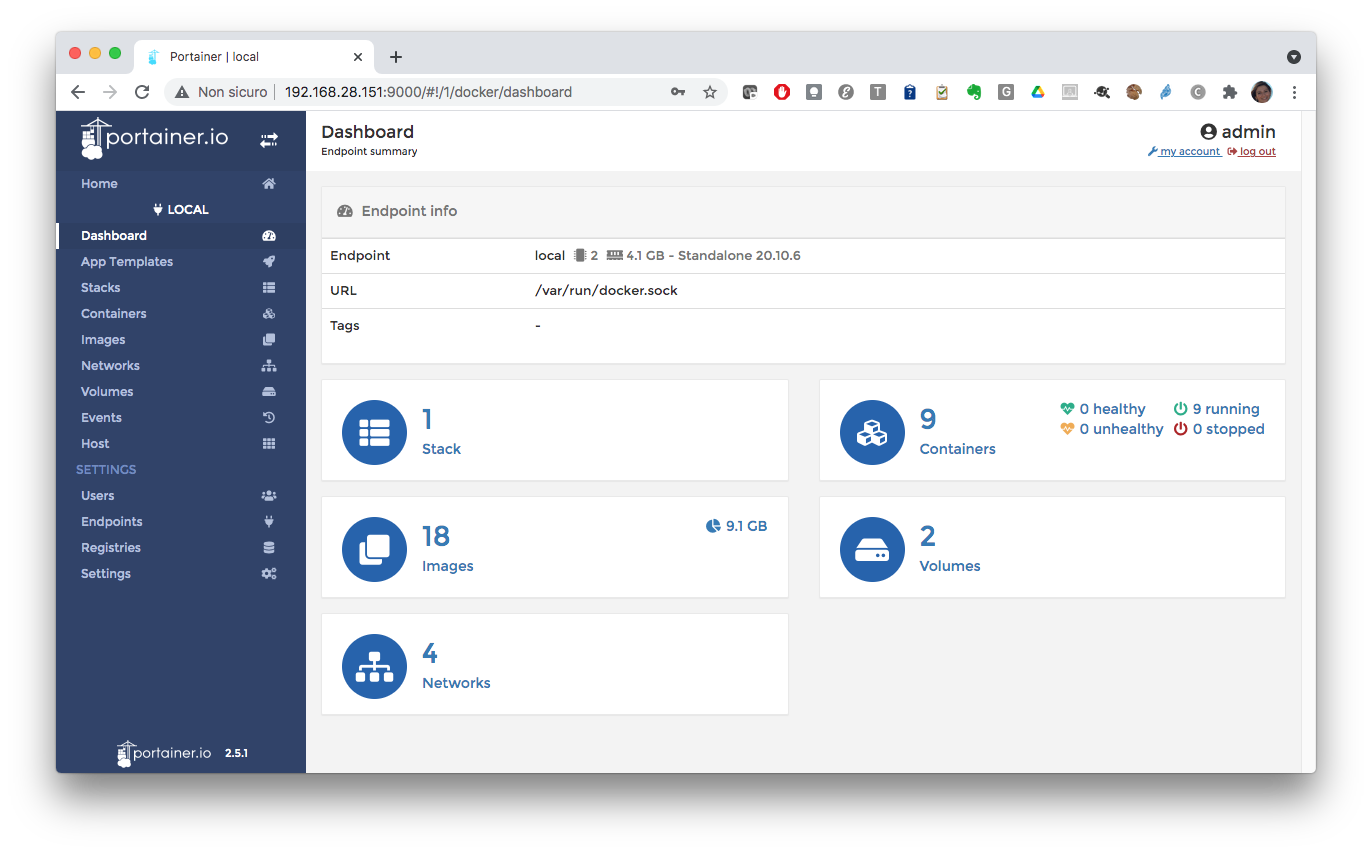 Portainer | local
Non sicuro
192.168.28.151:9000/#!/1/docker/dashboard
portainer.io
Home
LOCAL
Dashboard
App Templates
Stacks
Containers
Images
Networks
Volumes
Events
Host
SETTINGS
Users
Endpoints
Registries
Settings
portainer.io 2.5.1
Dashboard
Endpoint summary
admin
my account log out
Endpoint info
Endpoint local 2 4.1 GB - Standalone 20.10.6
URL /var/run/docker.sock
Tags -
1
Stack
9
Containers
0 healthy 9 running
0 unhealthy 0 stopped
18
Images
9.1 GB
2
Volumes
4
Networks